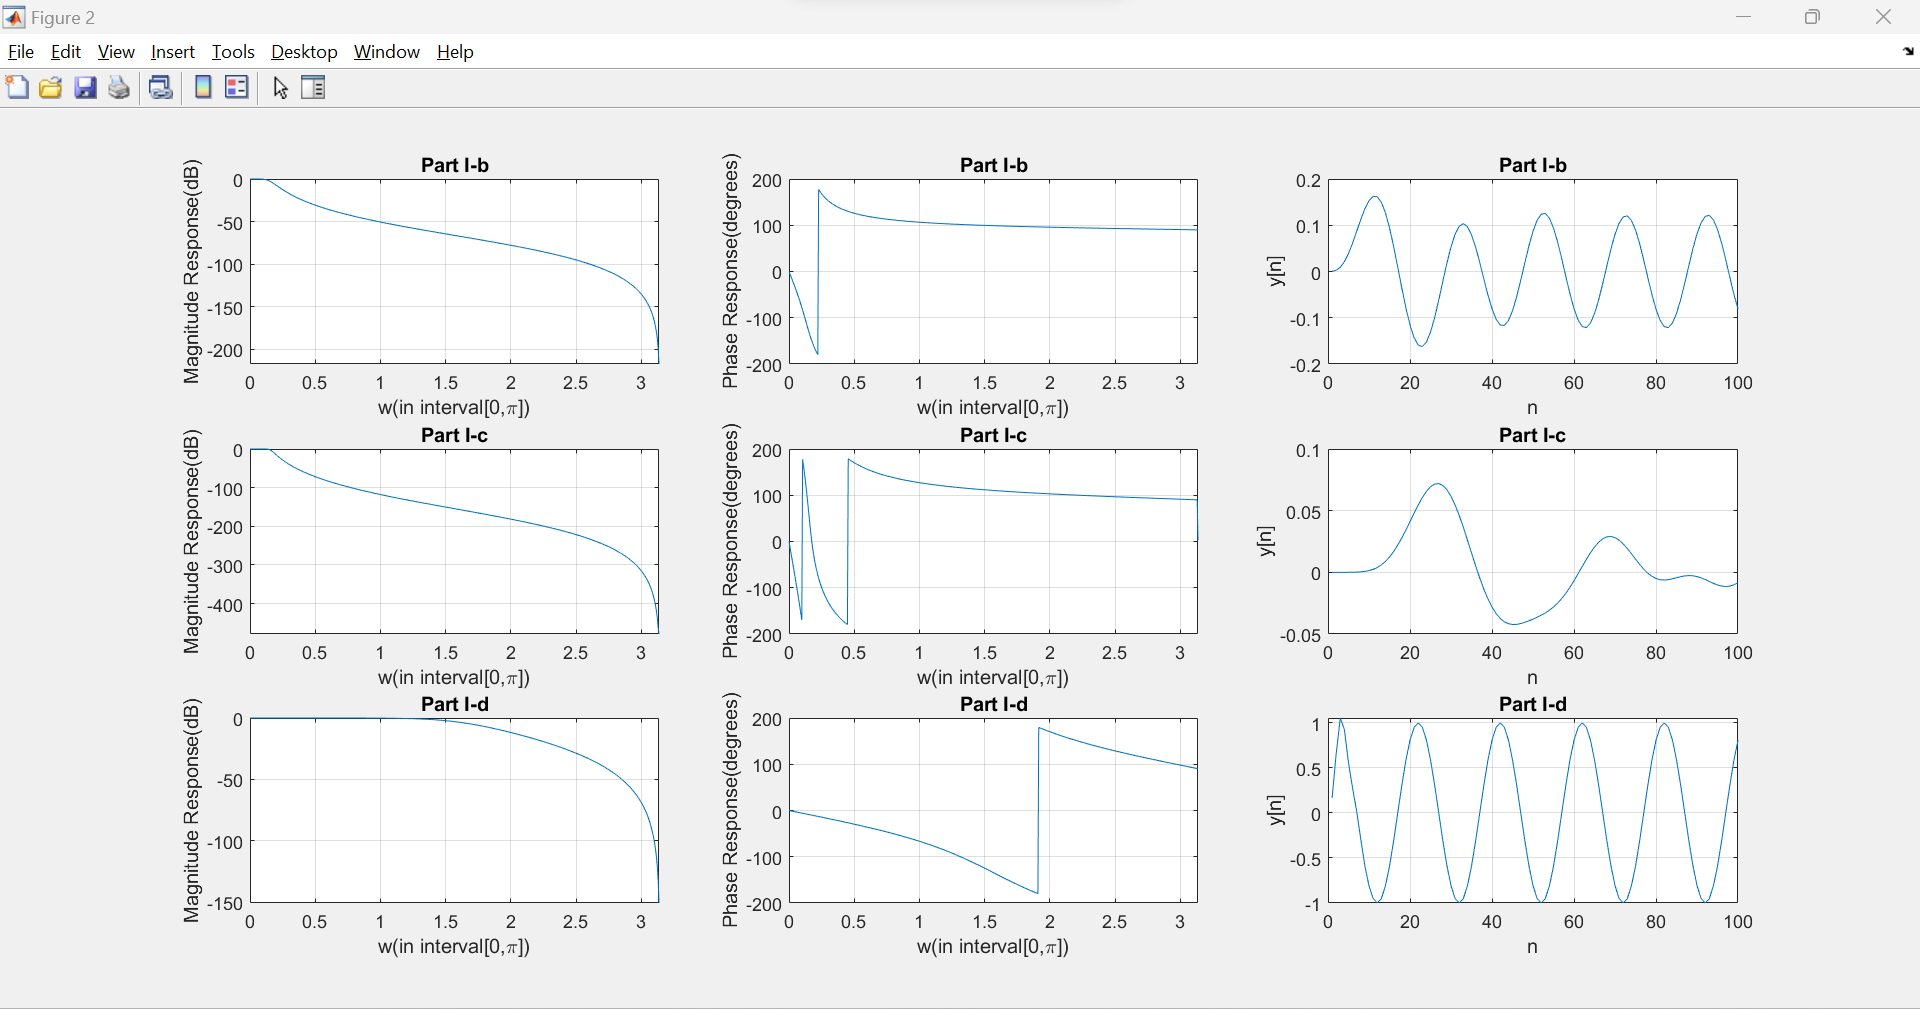 Figure 2
File Edit View Insert Tools Desktop Window Help
Part I-b
Magnitude Response(dB)
0
-50
-100
-150
-200
0 0.5 1 1.5 2 2.5 3
w(in interval[0,π])
Part I-b
Phase Response(degrees)
200
100
0
-100
-200
0 0.5 1 1.5 2 2.5 3
w(in interval[0,π])
Part I-b
y[n]
0.2
0.1
0
-0.1
-0.2
0 20 40 60 80 100
n
Part I-c
Magnitude Response(dB)
0
-100
-200
-300
-400
0 0.5 1 1.5 2 2.5 3
w(in interval[0,π])
Part I-c
Phase Response(degrees)
200
100
0
-100
-200
0 0.5 1 1.5 2 2.5 3
w(in interval[0,π])
Part I-c
y[n]
0.1
0.05
0
-0.05
0 20 40 60 80 100
n
Part I-d
Magnitude Response(dB)
0
-50
-100
-150
0 0.5 1 1.5 2 2.5 3
w(in interval[0,π])
Part I-d
Phase Response(degrees)
200
100
0
-100
-200
0 0.5 1 1.5 2 2.5 3
w(in interval[0,π])
Part I-d
y[n]
1
0.5
0
-0.5
-1
0 20 40 60 80 100
n